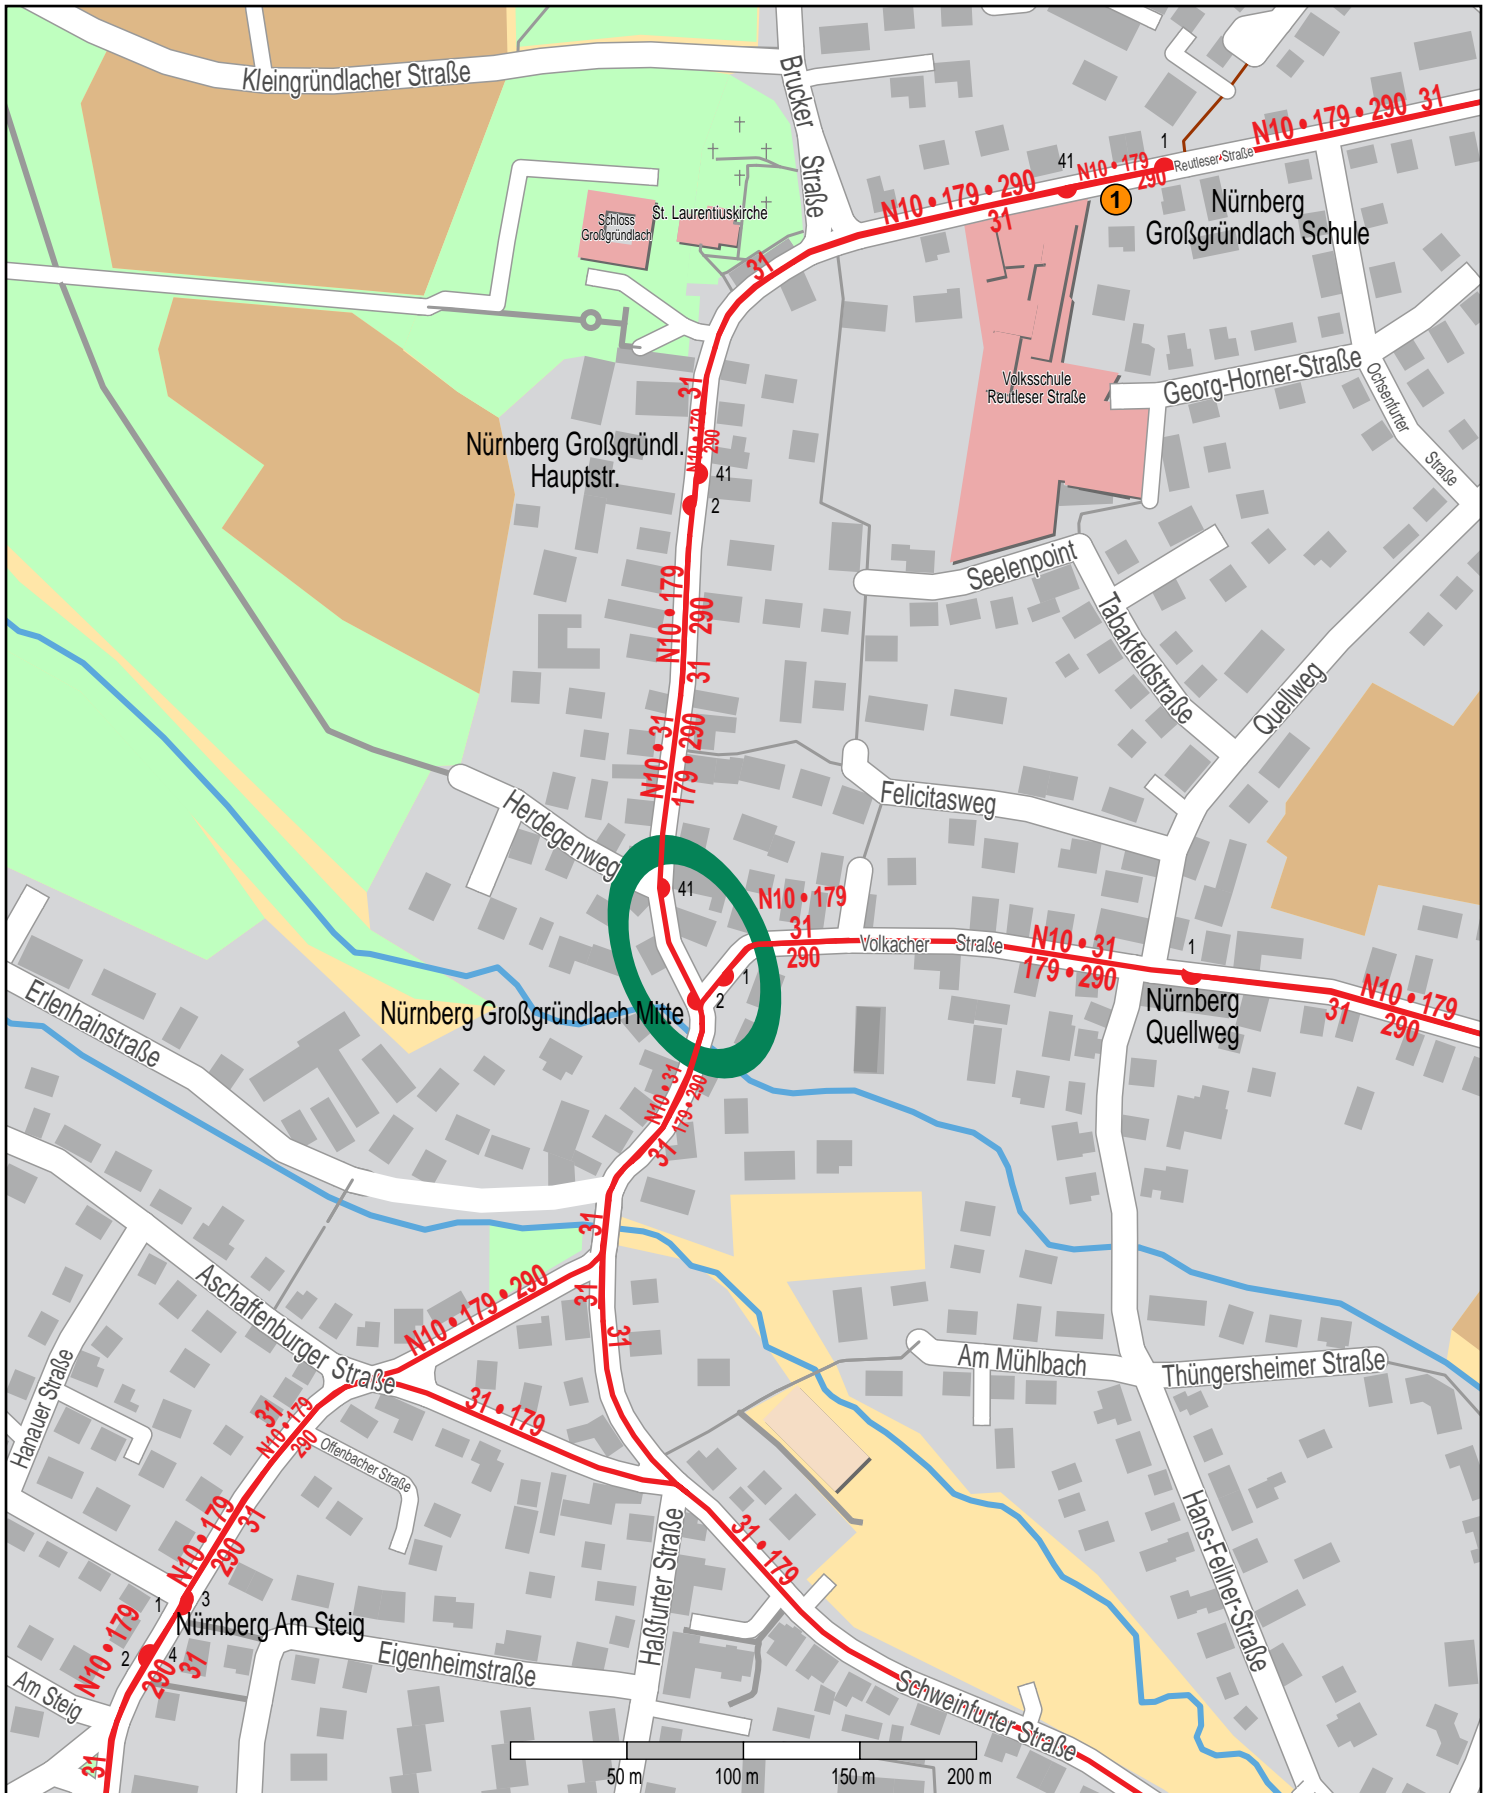 Kleingründlacher Straße
Brucker
Straße
N10 • 179 • 290 31
41
1
N10 • 179
290
Reutleser Straße
N10 • 179 • 290
31
1
Nürnberg
Großgründlach Schule
Schloss
Großgründlach
St. Laurentiuskirche
31
Volksschule
Reutleser Straße
Georg-Horner-Straße
Ochsenfurter
Straße
31
N10 • 179
290
Nürnberg Großgründl.
Hauptstr.
41
2
Seelenpoint
Tabakfeldstraße
Quellweg
N10 • 179
290
31
N10 • 31
179 • 290
Felicitasweg
Herdegenweg
41
N10 • 179
31
290
Volkacher Straße
N10 • 31
179 • 290
1
Nürnberg
Quellweg
N10 • 179
31
290
1
2
Nürnberg Großgründlach Mitte
Erlenhainstraße
N10 • 31
179 • 290
31
31
Aschaffenburger Straße
N10 • 179 • 290
31
31
Am Mühlbach
Thüngersheimer Straße
Hanauer Straße
31
N10 • 179
290
Offenbacher Straße
31 • 179
N10 • 179
290
31
Haßfurter Straße
31 • 179
Hans-Fellner-Straße
1
3
Nürnberg Am Steig
N10 • 179
2
4
290
31
Eigenheimstraße
Am Steig
Schweinfurter Straße
31
50 m
100 m
150 m
200 m